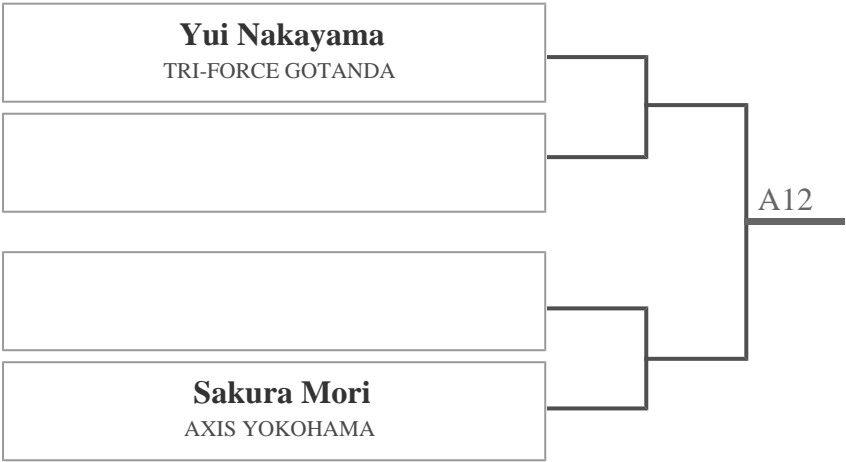 Yui Nakayama
TRI-FORCE GOTANDA
A12
Sakura Mori
AXIS YOKOHAMA